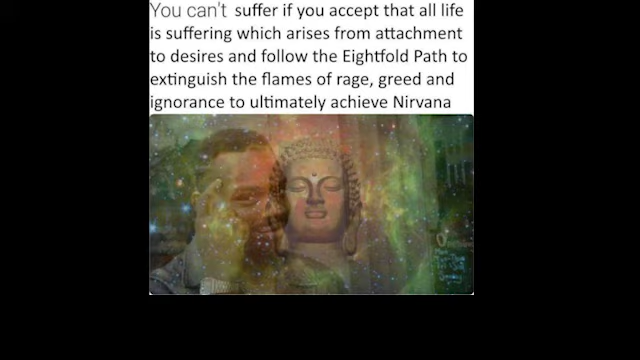 You can't suffer if you accept that all life
is suffering which arises from attachment
to desires and follow the Eightfold Path to
extinguish the flames of rage, greed and
ignorance to ultimately achieve Nirvana